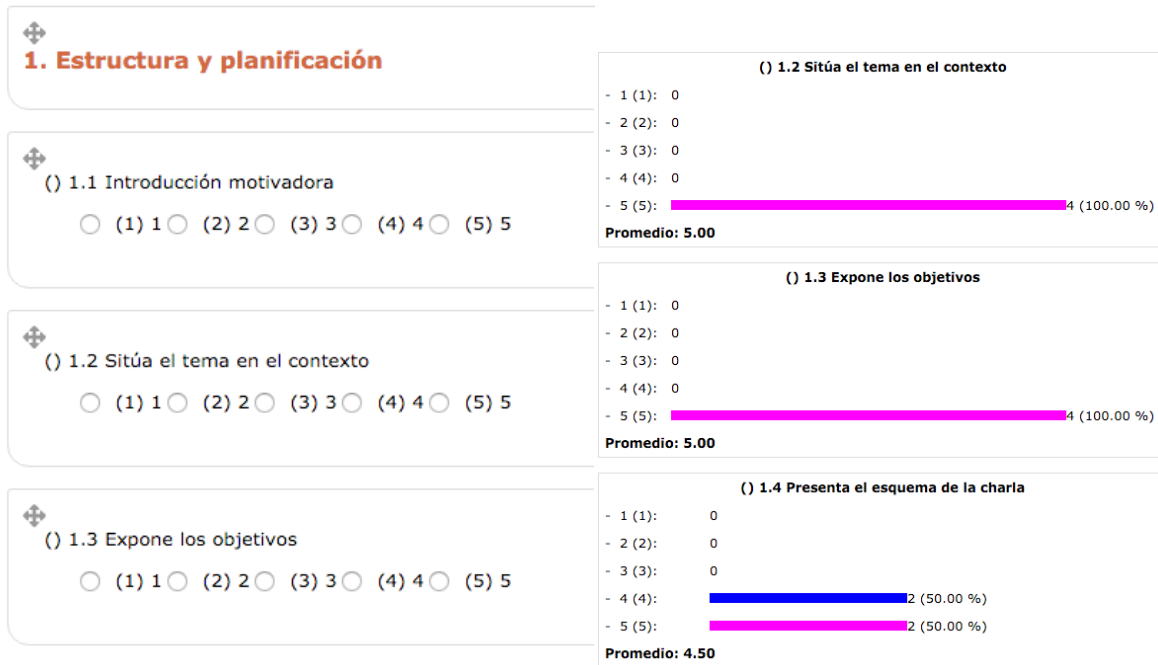 1. Estructura y planificación
() 1.1 Introducción motivadora
(1) 1 (2) 2 (3) 3 (4) 4 (5) 5
() 1.2 Sitúa el tema en el contexto
(1) 1 (2) 2 (3) 3 (4) 4 (5) 5
() 1.3 Expone los objetivos
(1) 1 (2) 2 (3) 3 (4) 4 (5) 5
() 1.2 Sitúa el tema en el contexto
- 1 (1): 0
- 2 (2): 0
- 3 (3): 0
- 4 (4): 0
- 5 (5): 4 (100.00 %)
Promedio: 5.00
() 1.3 Expone los objetivos
- 1 (1): 0
- 2 (2): 0
- 3 (3): 0
- 4 (4): 0
- 5 (5): 4 (100.00 %)
Promedio: 5.00
() 1.4 Presenta el esquema de la charla
- 1 (1): 0
- 2 (2): 0
- 3 (3): 0
- 4 (4): 2 (50.00 %)
- 5 (5): 2 (50.00 %)
Promedio: 4.50